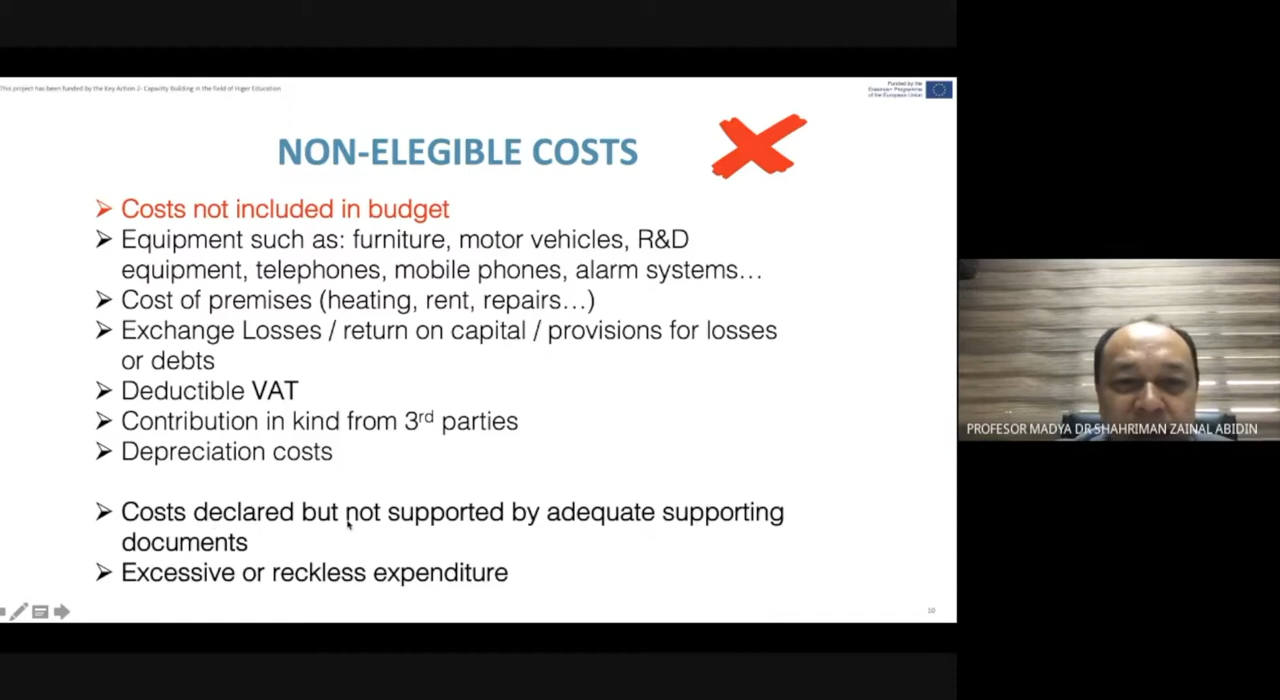 This project has been funded by the Key Action 2- Capacity Building in the field of Higer Education
Funded by the
Erasmus+ Programme
of the European Union
NON-ELEGIBLE COSTS
➢ Costs not included in budget
➢ Equipment such as: furniture, motor vehicles, R&D
equipment, telephones, mobile phones, alarm systems…
➢ Cost of premises (heating, rent, repairs…)
➢ Exchange Losses / return on capital / provisions for losses
or debts
➢ Deductible VAT
➢ Contribution in kind from 3rd parties
➢ Depreciation costs
➢ Costs declared but not supported by adequate supporting
documents
➢ Excessive or reckless expenditure
10
PROFESOR MADYA DR SHAHRIMAN ZAINAL ABIDIN